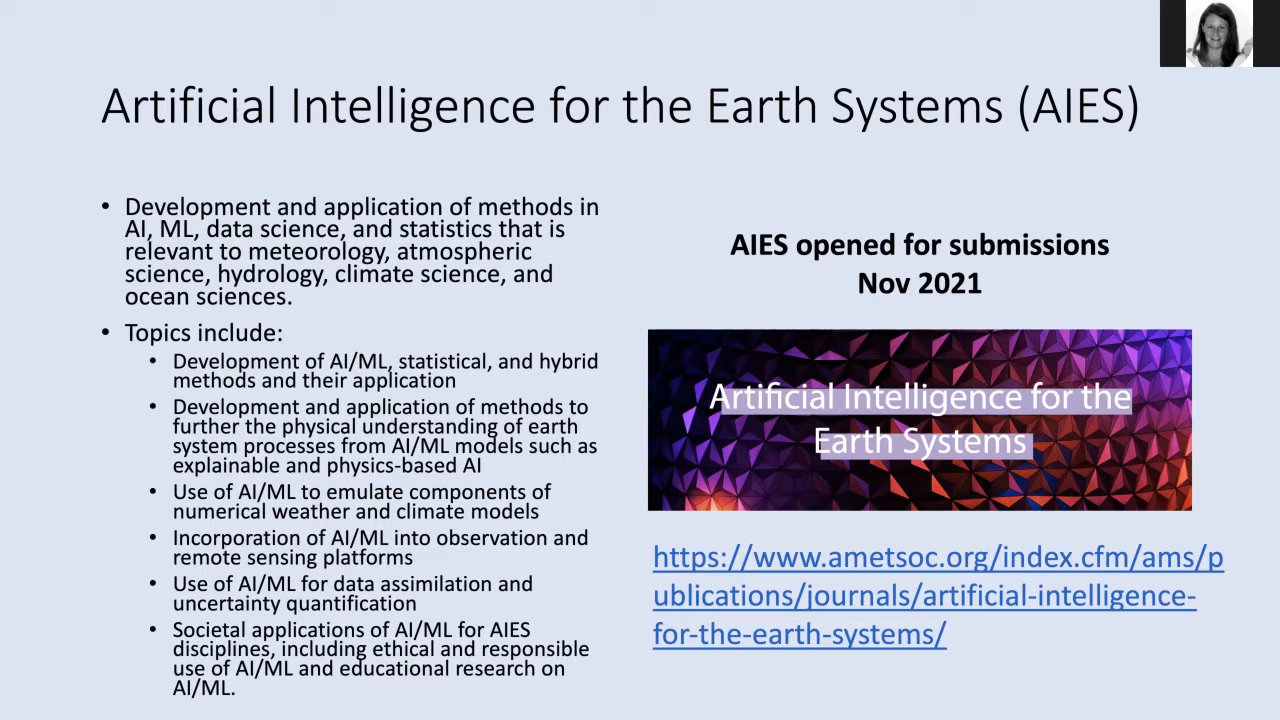 Artificial Intelligence for the Earth Systems (AIES)
• Development and application of methods in
AI, ML, data science, and statistics that is
relevant to meteorology, atmospheric
science, hydrology, climate science, and
ocean sciences.
• Topics include:
• Development of AI/ML, statistical, and hybrid
methods and their application
• Development and application of methods to
further the physical understanding of earth
system processes from AI/ML models such as
explainable and physics-based AI
• Use of AI/ML to emulate components of
numerical weather and climate models
• Incorporation of AI/ML into observation and
remote sensing platforms
• Use of AI/ML for data assimilation and
uncertainty quantification
• Societal applications of AI/ML for AIES
disciplines, including ethical and responsible
use of AI/ML and educational research on
AI/ML.
AIES opened for submissions
Nov 2021
Artificial Intelligence for the
Earth Systems
https://www.ametsoc.org/index.cfm/ams/p
ublications/journals/artificial-intelligence-
for-the-earth-systems/